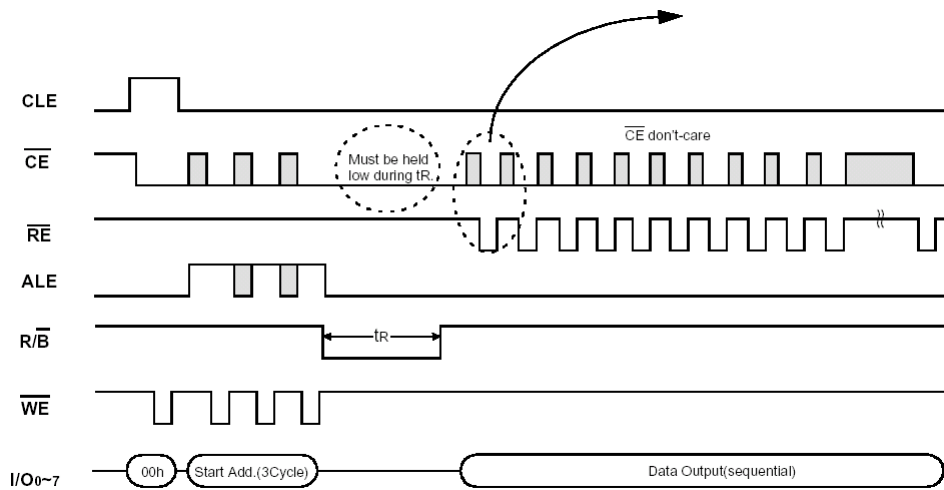 CLE
CE don't-care
CE
Must be held
low during tR.
RE
ALE
R/B
tR
WE
I/O0~7
00h
Start Add.(3Cycle)
Data Output(sequential)